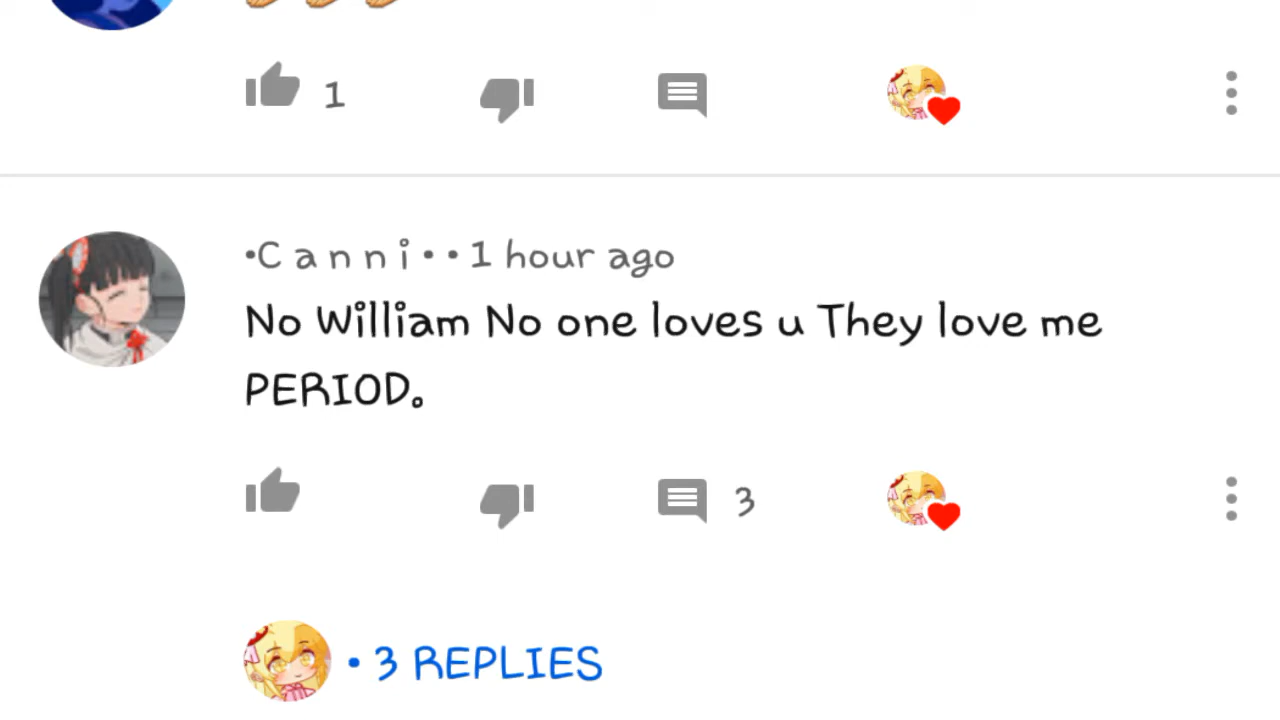 1
•C a n n i • • 1 hour ago
No William No one loves u They love me
PERIOD.
3
• 3 REPLIES